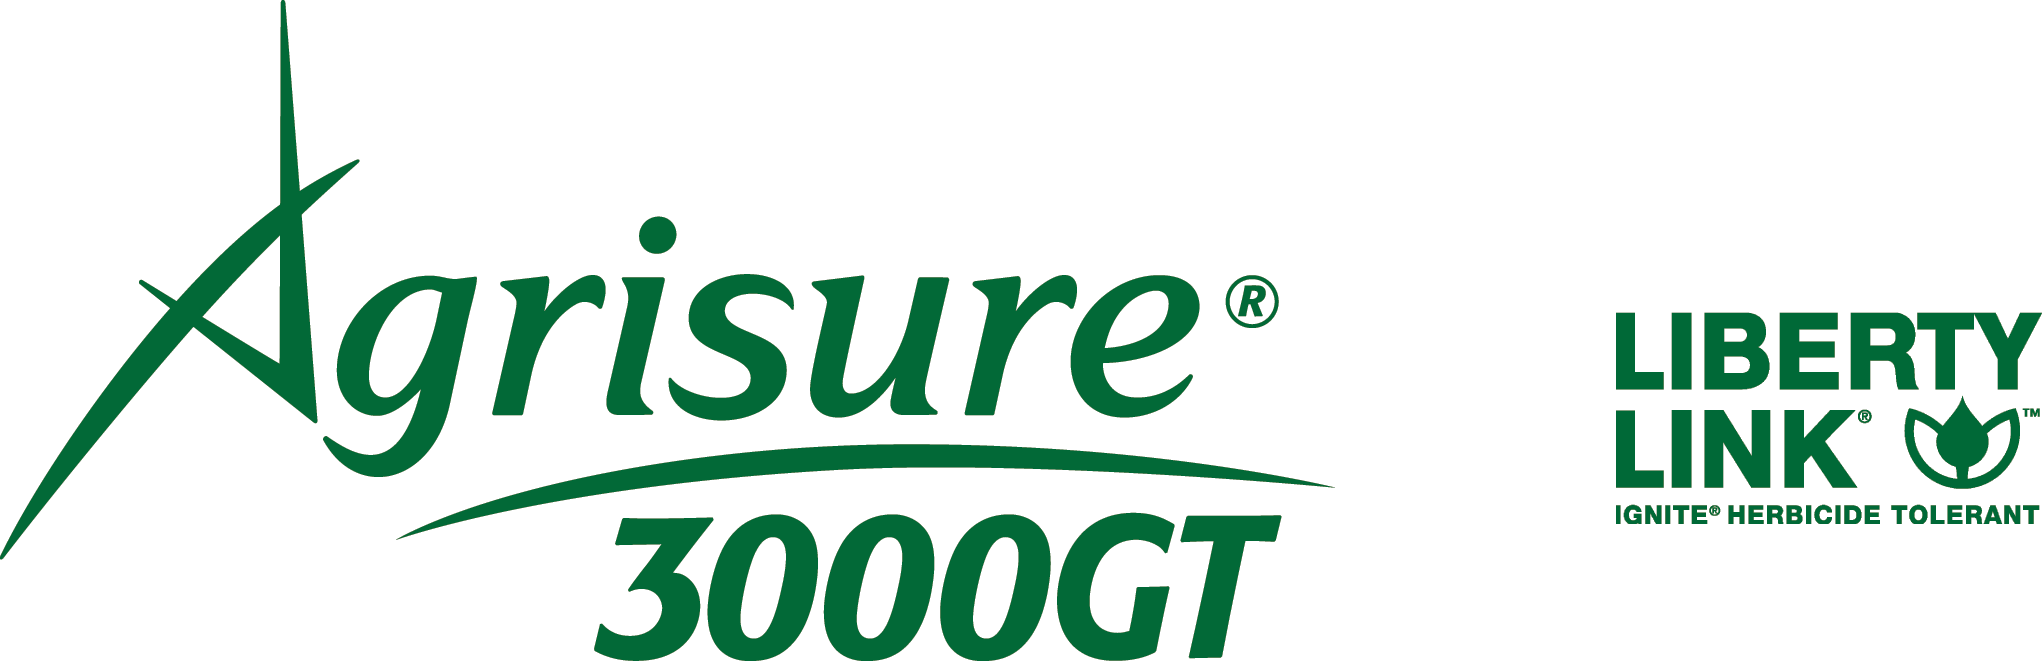 Agrisure®
3000GT
LIBERTY
LINK® ™
IGNITE® HERBICIDE TOLERANT